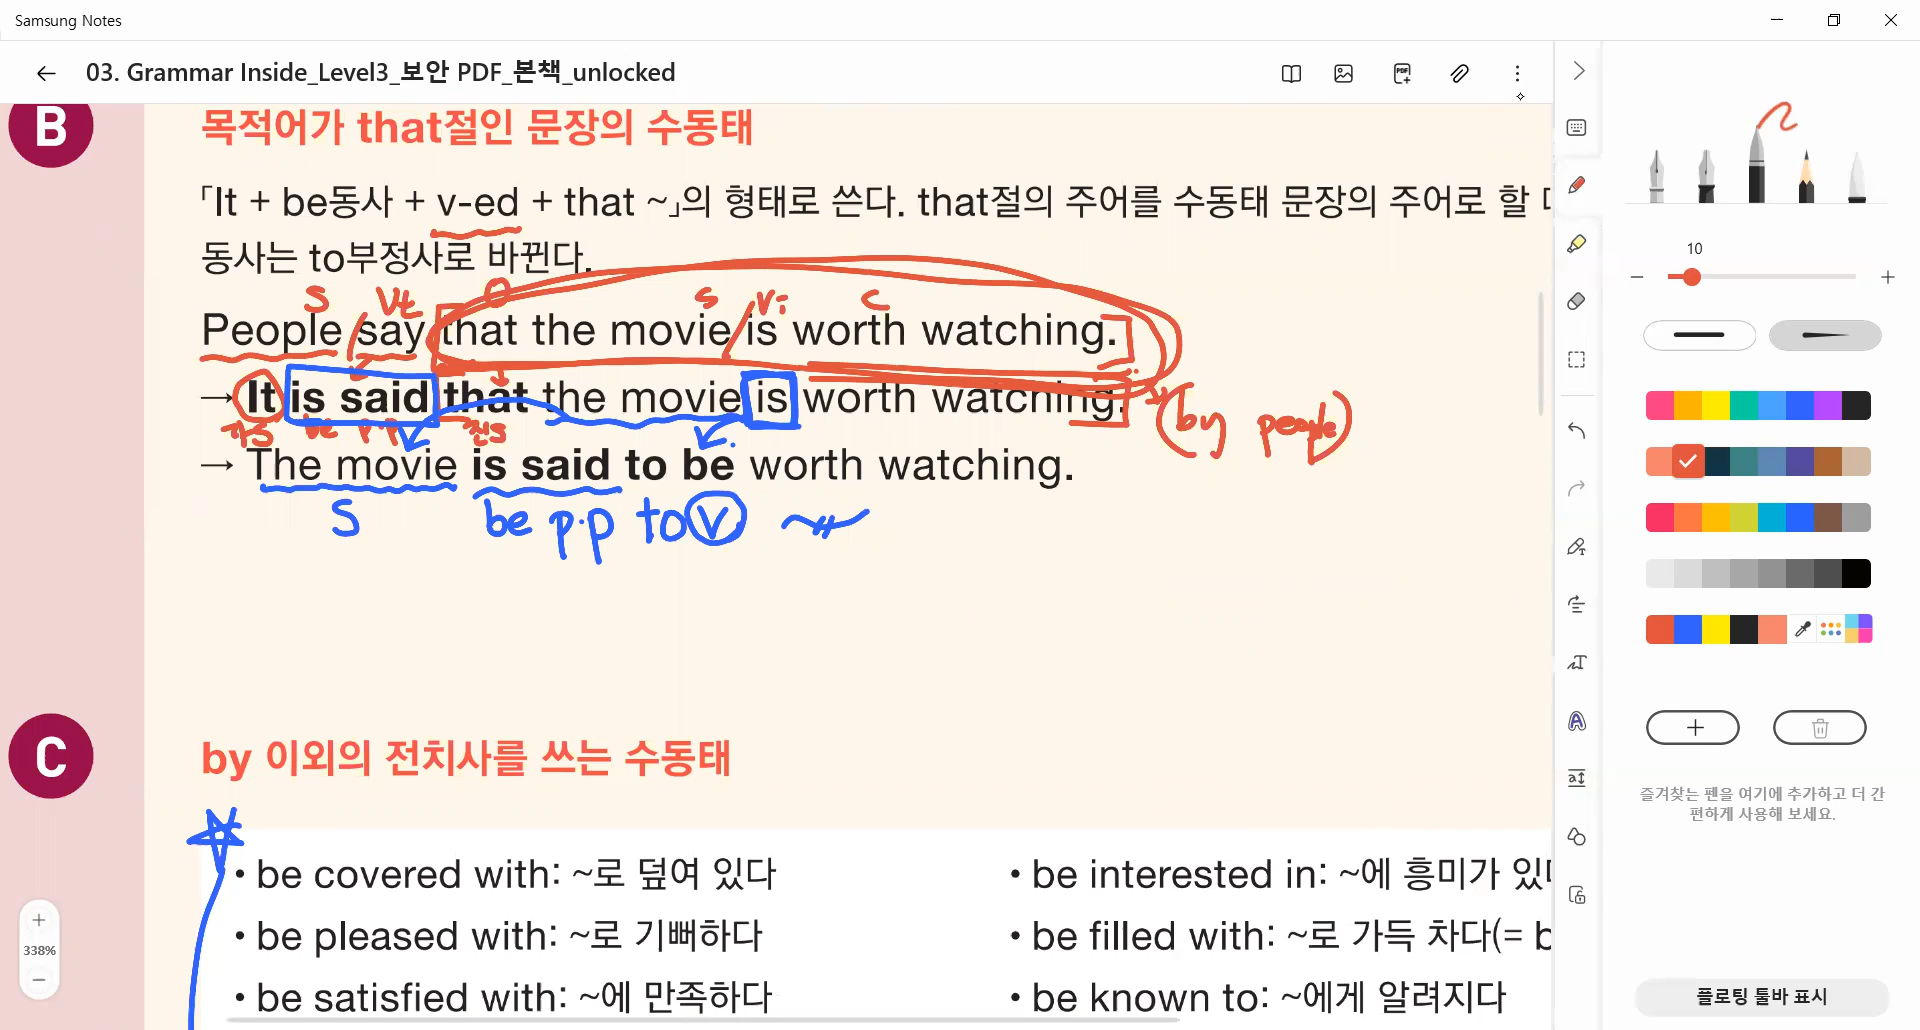 Samsung Notes
03. Grammar Inside_Level3_보안 PDF_본책_unlocked
B
목적어가 that절인 문장의 수동태
「It + be동사 + v-ed + that ~」의 형태로 쓴다. that절의 주어를 수동태 문장의 주어로 할
동사는 to부정사로 바뀐다.
S Vt O S Vi C
People say that the movie is worth watching.
→ It is said that the movie is worth watching.
가S be p.p 진S (by people)
→ The movie is said to be worth watching.
S be p.p to V ~
C
by 이외의 전치사를 쓰는 수동태
• be covered with: ~로 덮여 있다
• be interested in: ~에 흥미가 있
• be pleased with: ~로 기뻐하다
• be filled with: ~로 가득 차다(= b
• be satisfied with: ~에 만족하다
• be known to: ~에게 알려지다
338%
PDF
10
즐겨찾는 펜을 여기에 추가하고 더 간
편하게 사용해 보세요.
플로팅 툴바 표시